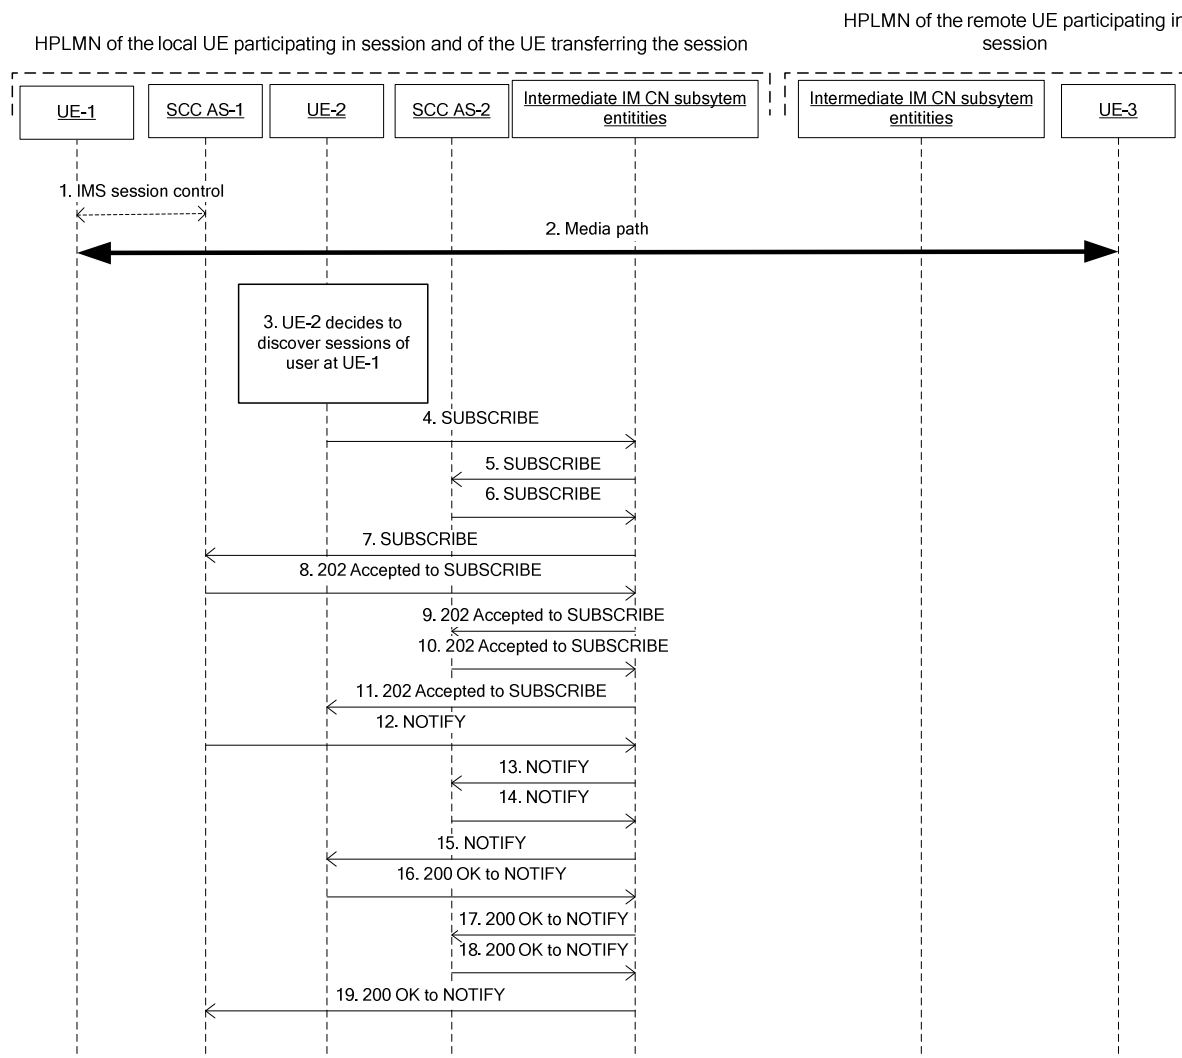 HPLMN of the remote UE participating in
session
HPLMN of the local UE participating in session and of the UE transferring the session
UE-1
SCC AS-1
UE-2
SCC AS-2
Intermediate IM CN subsytem
entitities
Intermediate IM CN subsytem
entitities
UE-3
1. IMS session control
2. Media path
3. UE-2 decides to
discover sessions of
user at UE-1
4. SUBSCRIBE
5. SUBSCRIBE
6. SUBSCRIBE
7. SUBSCRIBE
8. 202 Accepted to SUBSCRIBE
9. 202 Accepted to SUBSCRIBE
10. 202 Accepted to SUBSCRIBE
11. 202 Accepted to SUBSCRIBE
12. NOTIFY
13. NOTIFY
14. NOTIFY
15. NOTIFY
16. 200 OK to NOTIFY
17. 200 OK to NOTIFY
18. 200 OK to NOTIFY
19. 200 OK to NOTIFY